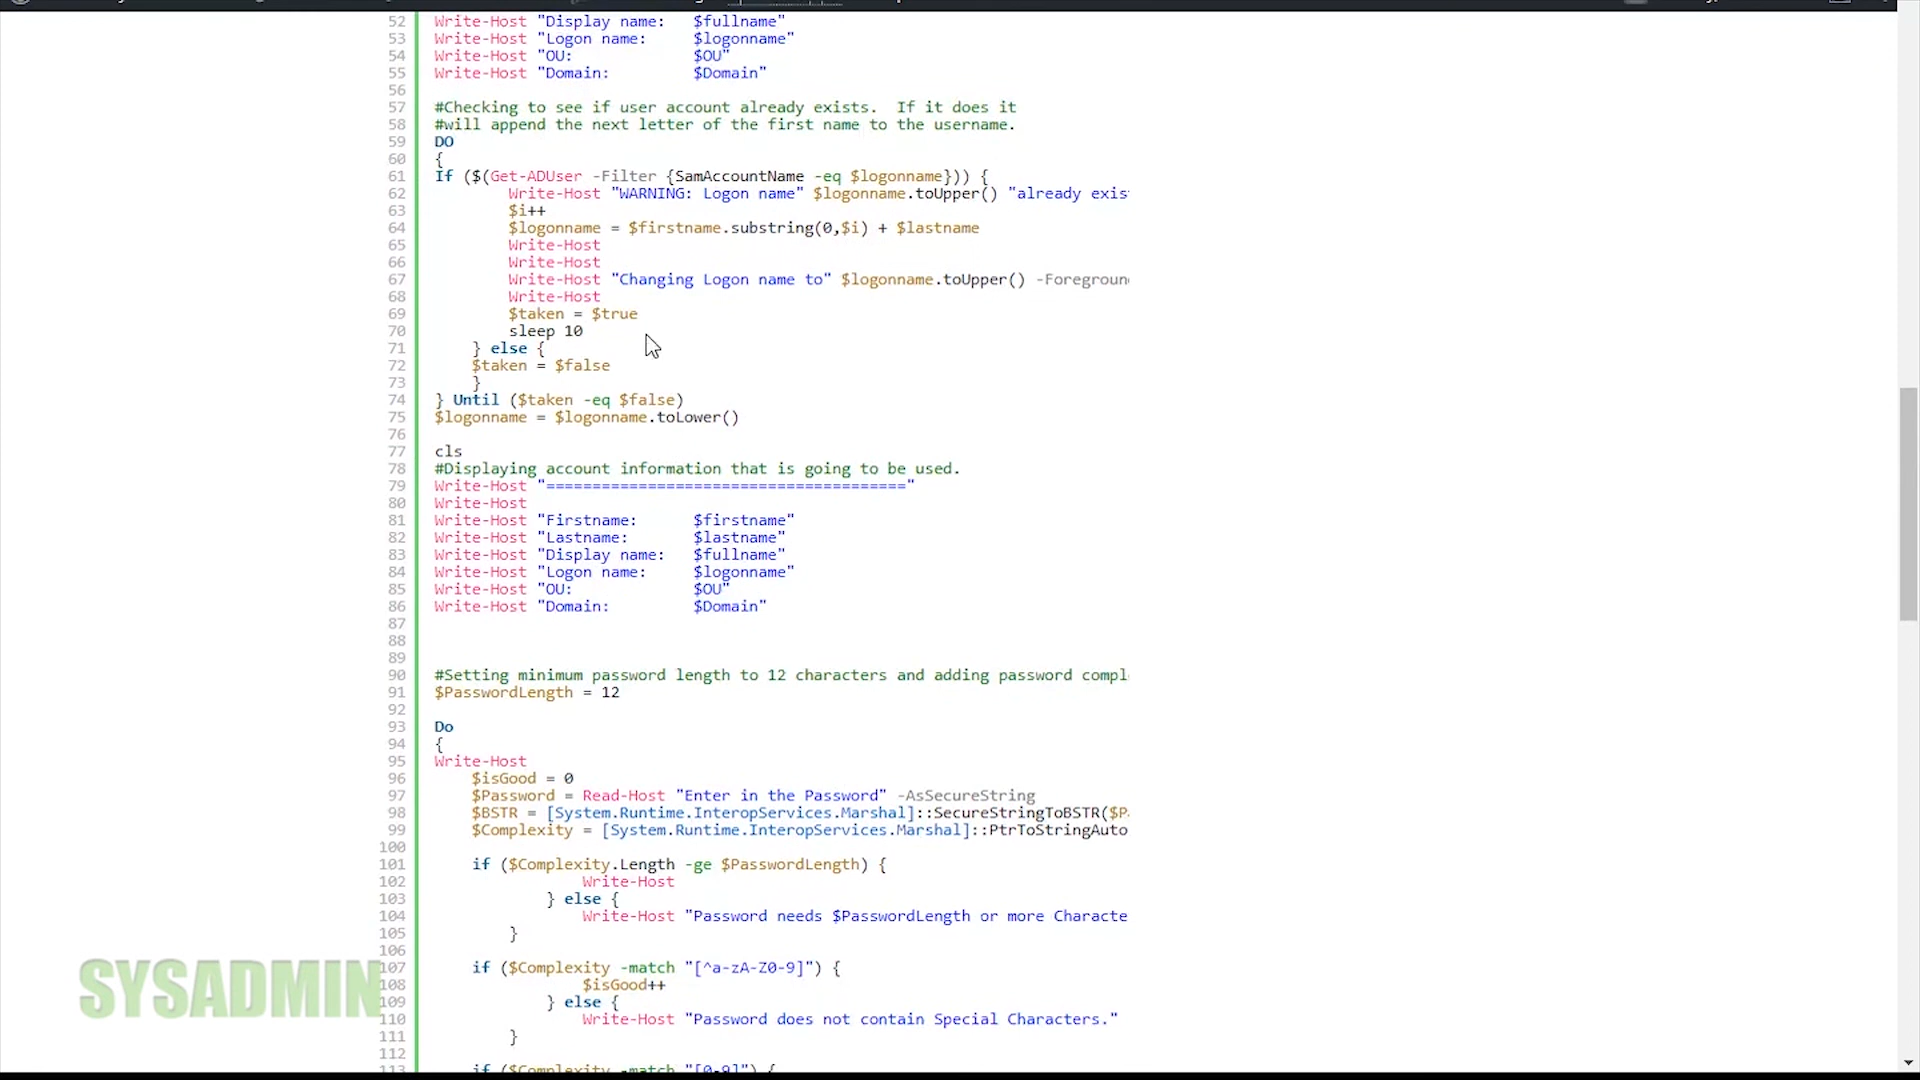 52 Write-Host "Display name:   $fullname"
53 Write-Host "Logon name:     $logonname"
54 Write-Host "OU:             $OU"
55 Write-Host "Domain:         $Domain"
56
57 #Checking to see if user account already exists.  If it does it
58 #will append the next letter of the first name to the username.
59 DO
60 {
61 If ($(Get-ADUser -Filter {SamAccountName -eq $logonname})) {
62         Write-Host "WARNING: Logon name" $logonname.toUpper() "already exis
63         $i++
64         $logonname = $firstname.substring(0,$i) + $lastname
65         Write-Host
66         Write-Host
67         Write-Host "Changing Logon name to" $logonname.toUpper() -Foregroun
68         Write-Host
69         $taken = $true
70         sleep 10
71     } else {
72     $taken = $false
73     }
74 } Until ($taken -eq $false)
75 $logonname = $logonname.toLower()
76
77 cls
78 #Displaying account information that is going to be used.
79 Write-Host "======================================="
80 Write-Host
81 Write-Host "Firstname:      $firstname"
82 Write-Host "Lastname:       $lastname"
83 Write-Host "Display name:   $fullname"
84 Write-Host "Logon name:     $logonname"
85 Write-Host "OU:             $OU"
86 Write-Host "Domain:         $Domain"
87
88
89
90 #Setting minimum password length to 12 characters and adding password compl
91 $PasswordLength = 12
92
93 Do
94 {
95 Write-Host
96     $isGood = 0
97     $Password = Read-Host "Enter in the Password" -AsSecureString
98     $BSTR = [System.Runtime.InteropServices.Marshal]::SecureStringToBSTR($P
99     $Complexity = [System.Runtime.InteropServices.Marshal]::PtrToStringAuto
100
101     if ($Complexity.Length -ge $PasswordLength) {
102                 Write-Host
103             } else {
104                 Write-Host "Password needs $PasswordLength or more Characte
105         }
106
107     if ($Complexity -match "[^a-zA-Z0-9]") {
108                 $isGood++
109             } else {
110                 Write-Host "Password does not contain Special Characters."
111         }
112
113     if ($Complexity -match "[0-9]") {
SYSADMIN